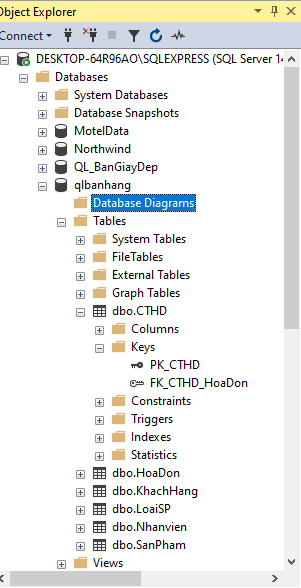 Object Explorer
Connect
DESKTOP-64R96AO\SQLEXPRESS (SQL Server 14
Databases
System Databases
Database Snapshots
MotelData
Northwind
QL_BanGiayDep
qlbanhang
Database Diagrams
Tables
System Tables
FileTables
External Tables
Graph Tables
dbo.CTHD
Columns
Keys
PK_CTHD
FK_CTHD_HoaDon
Constraints
Triggers
Indexes
Statistics
dbo.HoaDon
dbo.KhachHang
dbo.LoaiSP
dbo.Nhanvien
dbo.SanPham
Views